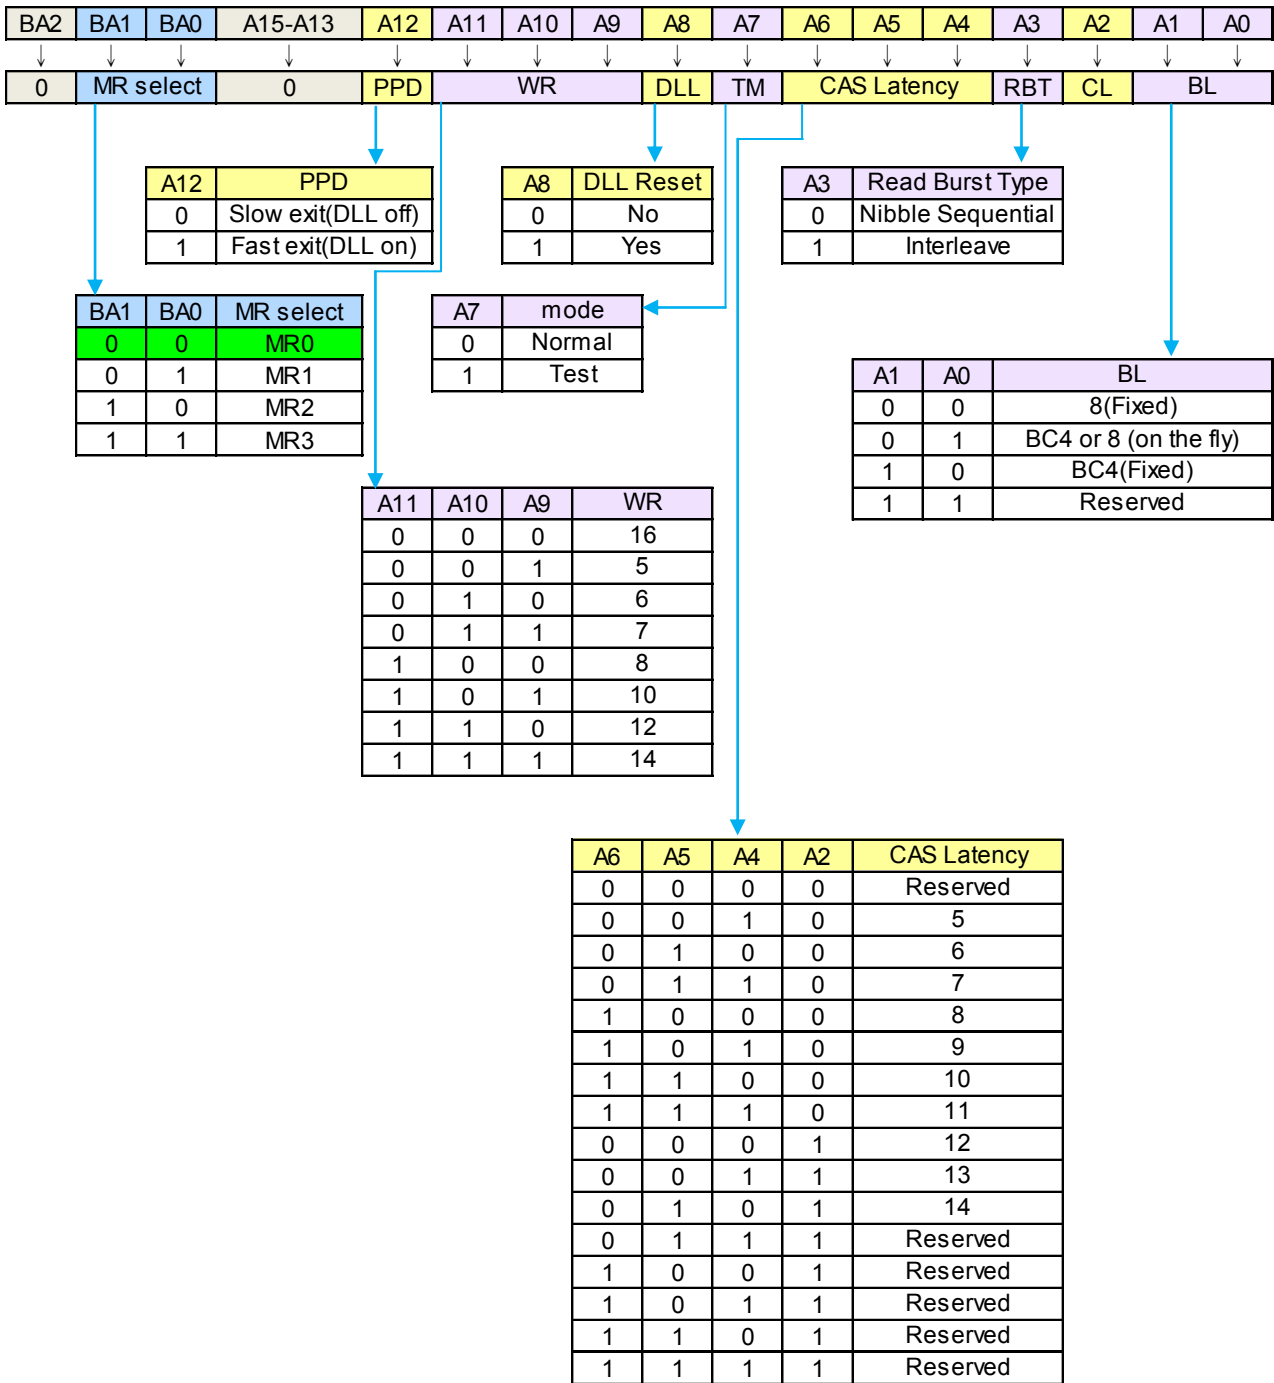 BA2 BA1 BA0 A15-A13 A12 A11 A10 A9 A8 A7 A6 A5 A4 A3 A2 A1 A0
0 MR select 0 PPD WR DLL TM CAS Latency RBT CL BL
A12 PPD
0 Slow exit(DLL off)
1 Fast exit(DLL on)
A8 DLL Reset
0 No
1 Yes
A3 Read Burst Type
0 Nibble Sequential
1 Interleave
BA1 BA0 MR select
0 0 MR0
0 1 MR1
1 0 MR2
1 1 MR3
A7 mode
0 Normal
1 Test
A1 A0 BL
0 0 8(Fixed)
0 1 BC4 or 8 (on the fly)
1 0 BC4(Fixed)
1 1 Reserved
A11 A10 A9 WR
0 0 0 16
0 0 1 5
0 1 0 6
0 1 1 7
1 0 0 8
1 0 1 10
1 1 0 12
1 1 1 14
A6 A5 A4 A2 CAS Latency
0 0 0 0 Reserved
0 0 1 0 5
0 1 0 0 6
0 1 1 0 7
1 0 0 0 8
1 0 1 0 9
1 1 0 0 10
1 1 1 0 11
0 0 0 1 12
0 0 1 1 13
0 1 0 1 14
0 1 1 1 Reserved
1 0 0 1 Reserved
1 0 1 1 Reserved
1 1 0 1 Reserved
1 1 1 1 Reserved